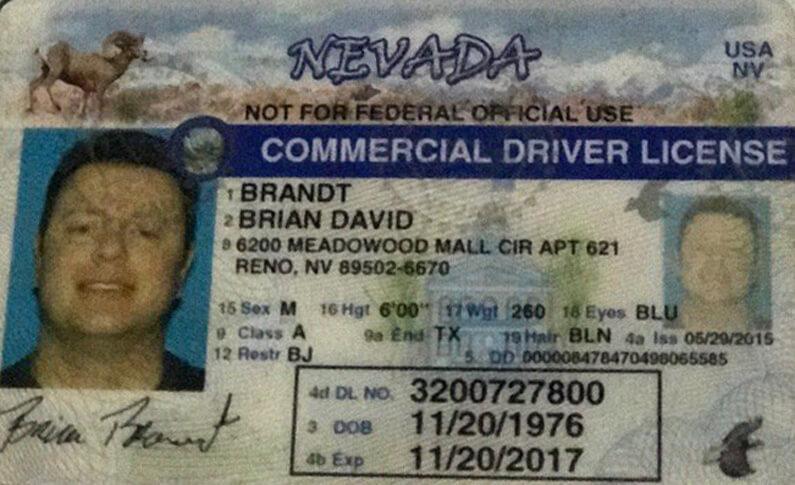 NEVADA
USA
NV
NOT FOR FEDERAL OFFICIAL USE
COMMERCIAL DRIVER LICENSE
1 BRANDT
2 BRIAN DAVID
8 6200 MEADOWOOD MALL CIR APT 621
RENO, NV 89502-6670
15 Sex M 16 Hgt 6'00" 17 Wgt 260 18 Eyes BLU
9 Class A 9a End TX 19 Hair BLN 4a Iss 05/29/2015
12 Restr BJ 5. DD 000008478470498065585
4d DL NO. 3200727800
3 DOB 11/20/1976
4b Exp 11/20/2017
Brian Brandt